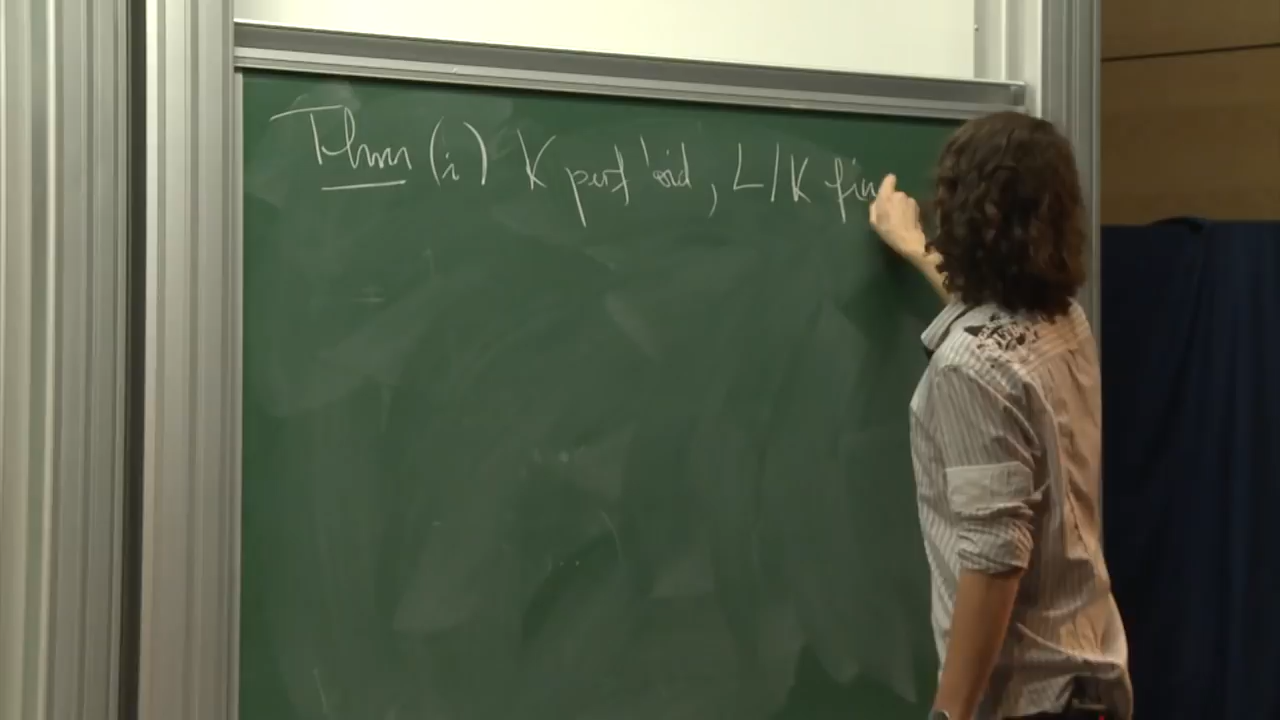 Thm (i) K perf'oid, L/K fin